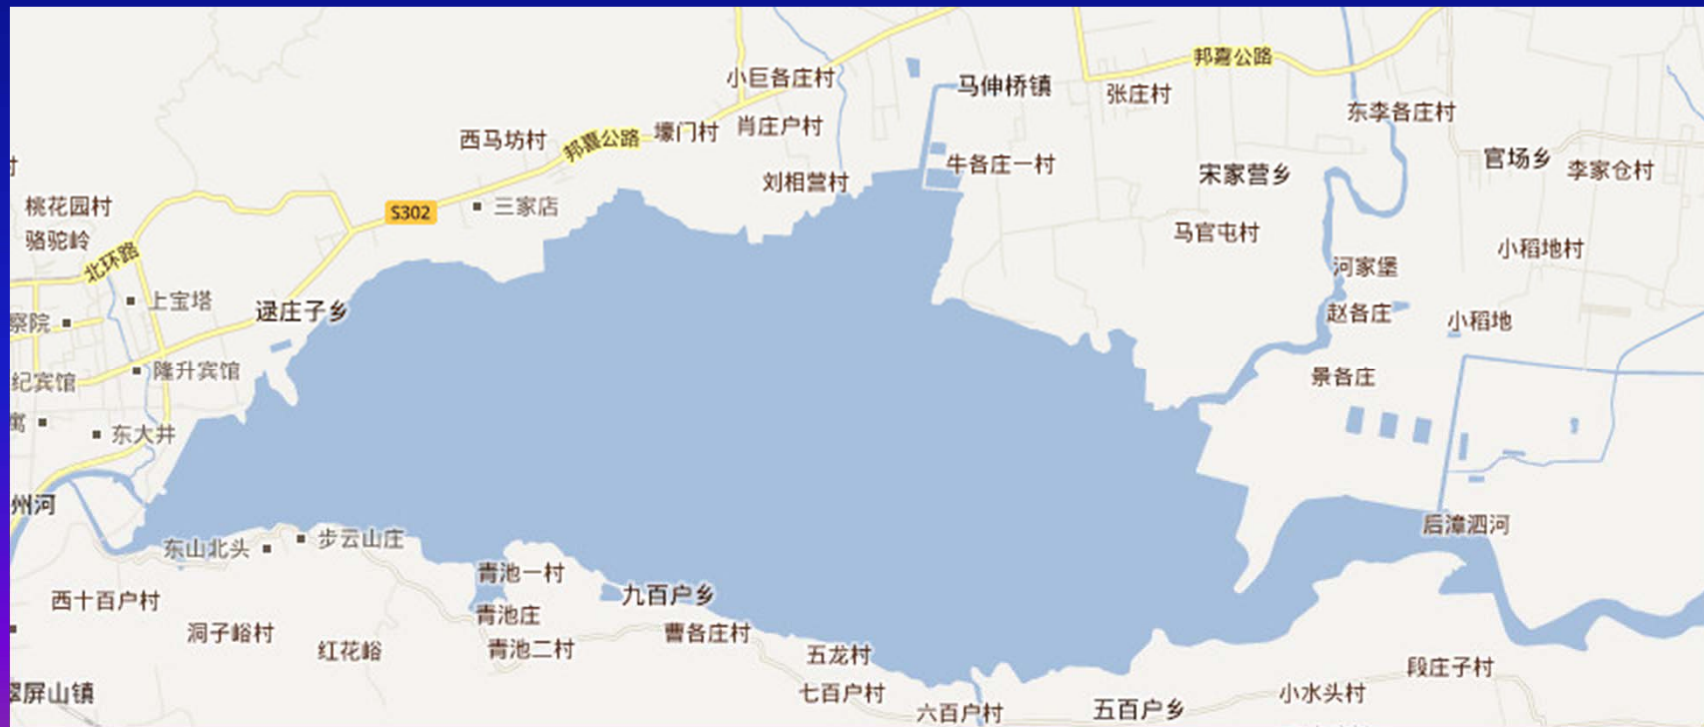 邦喜公路
小巨各庄村
马伸桥镇
张庄村
东李各庄村
西马坊村
邦喜公路
壕门村
肖庄户村
牛各庄一村
官场乡
李家仓村
村
刘相营村
宋家营乡
桃花园村
S302
三家店
骆驼岭
马官屯村
小稻地村
北环路
河家堡
上宝塔
逯庄子乡
赵各庄
小稻地
察院
隆升宾馆
纪宾馆
景各庄
寓
东大井
州河
后漳泗河
东山北头
步云山庄
青池一村
西十百户村
九百户乡
青池庄
洞子峪村
红花峪
青池二村
曹各庄村
五龙村
段庄子村
翠屏山镇
七百户村
六百户村
五百户乡
小水头村